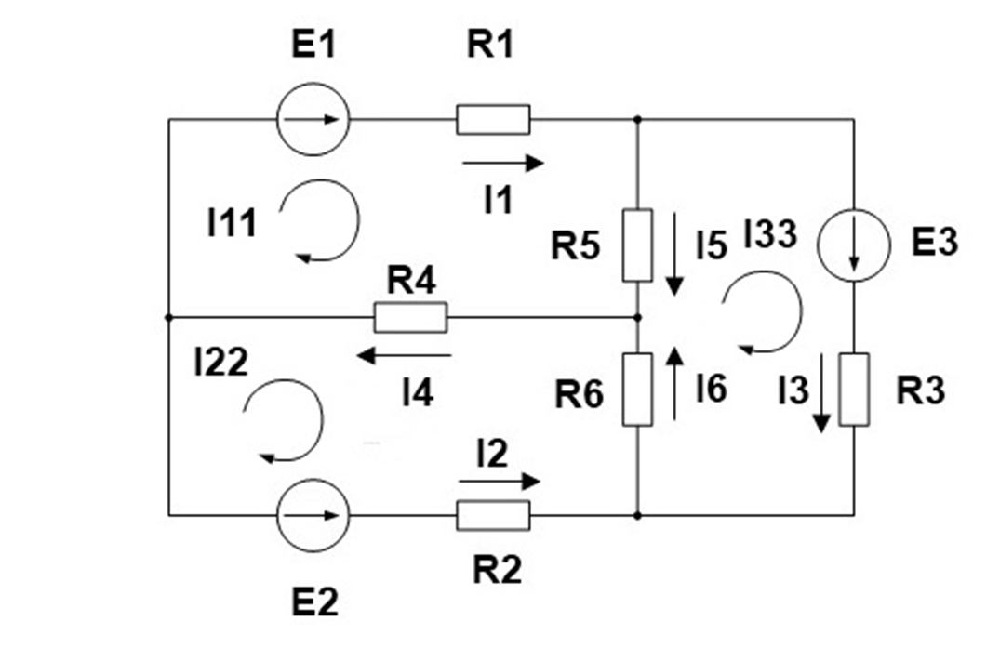 E1 R1
I11 I1
R5 I5 I33 E3
R4
I22 I4 R6 I6 I3 R3
I2
R2
E2